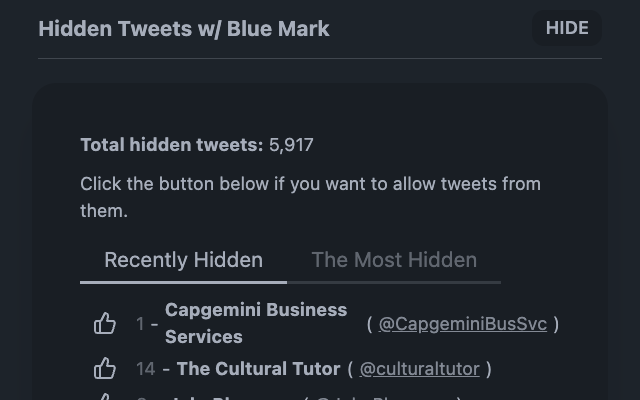 Hidden Tweets w/ Blue Mark
HIDE
Total hidden tweets: 5,917
Click the button below if you want to allow tweets from
them.
Recently Hidden
The Most Hidden
1 - Capgemini Business
Services
( @CapgeminiBusSvc )
14 - The Cultural Tutor ( @culturaltutor )